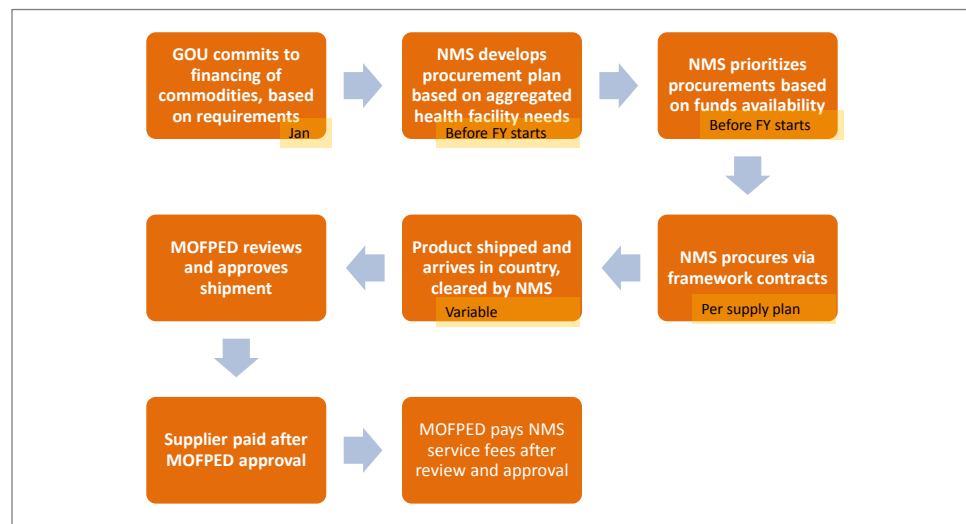 GOU commits to
financing of
commodities, based
on requirements
Jan
NMS develops
procurement plan
based on aggregated
health facility needs
Before FY starts
NMS prioritizes
procurements based
on funds availability
Before FY starts
NMS procures via
framework contracts
Per supply plan
Product shipped and
arrives in country,
cleared by NMS
Variable
MOFPED reviews
and approves
shipment
Supplier paid after
MOFPED approval
MOFPED pays NMS
service fees after
review and approval